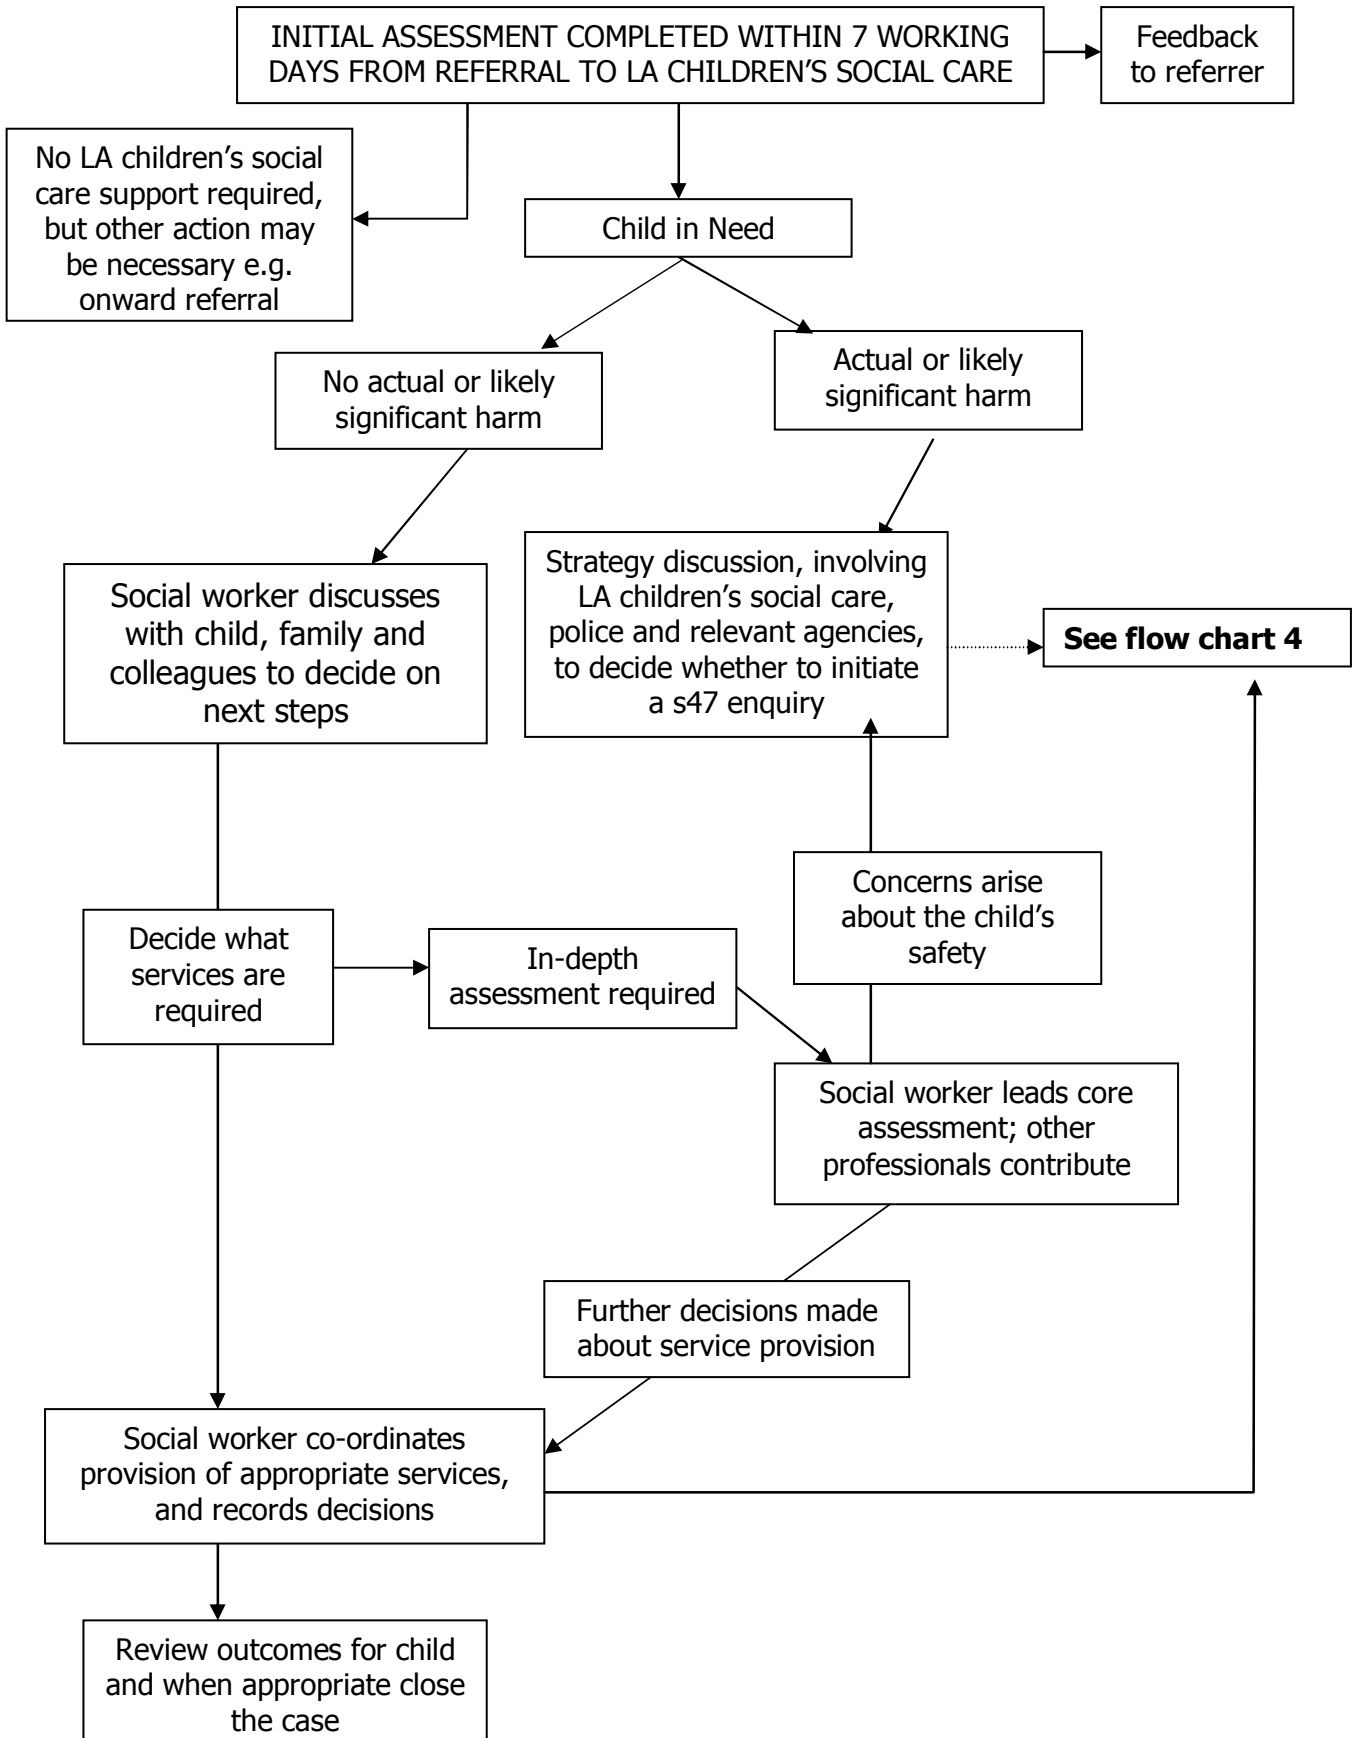 INITIAL ASSESSMENT COMPLETED WITHIN 7 WORKING
DAYS FROM REFERRAL TO LA CHILDREN’S SOCIAL CARE
Feedback
to referrer
No LA children’s social
care support required,
but other action may
be necessary e.g.
onward referral
Child in Need
No actual or likely
significant harm
Actual or likely
significant harm
Social worker discusses
with child, family and
colleagues to decide on
next steps
Strategy discussion, involving
LA children’s social care,
police and relevant agencies,
to decide whether to initiate
a s47 enquiry
See flow chart 4
Concerns arise
about the child’s
safety
Decide what
services are
required
In-depth
assessment required
Social worker leads core
assessment; other
professionals contribute
Further decisions made
about service provision
Social worker co-ordinates
provision of appropriate services,
and records decisions
Review outcomes for child
and when appropriate close
the case